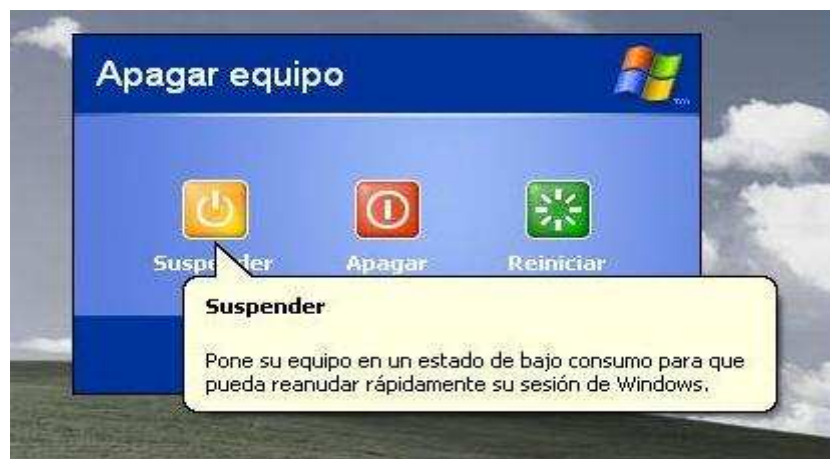 Apagar equipo
Suspender Apagar Reiniciar
Suspender
Pone su equipo en un estado de bajo consumo para que
pueda reanudar rápidamente su sesión de Windows.